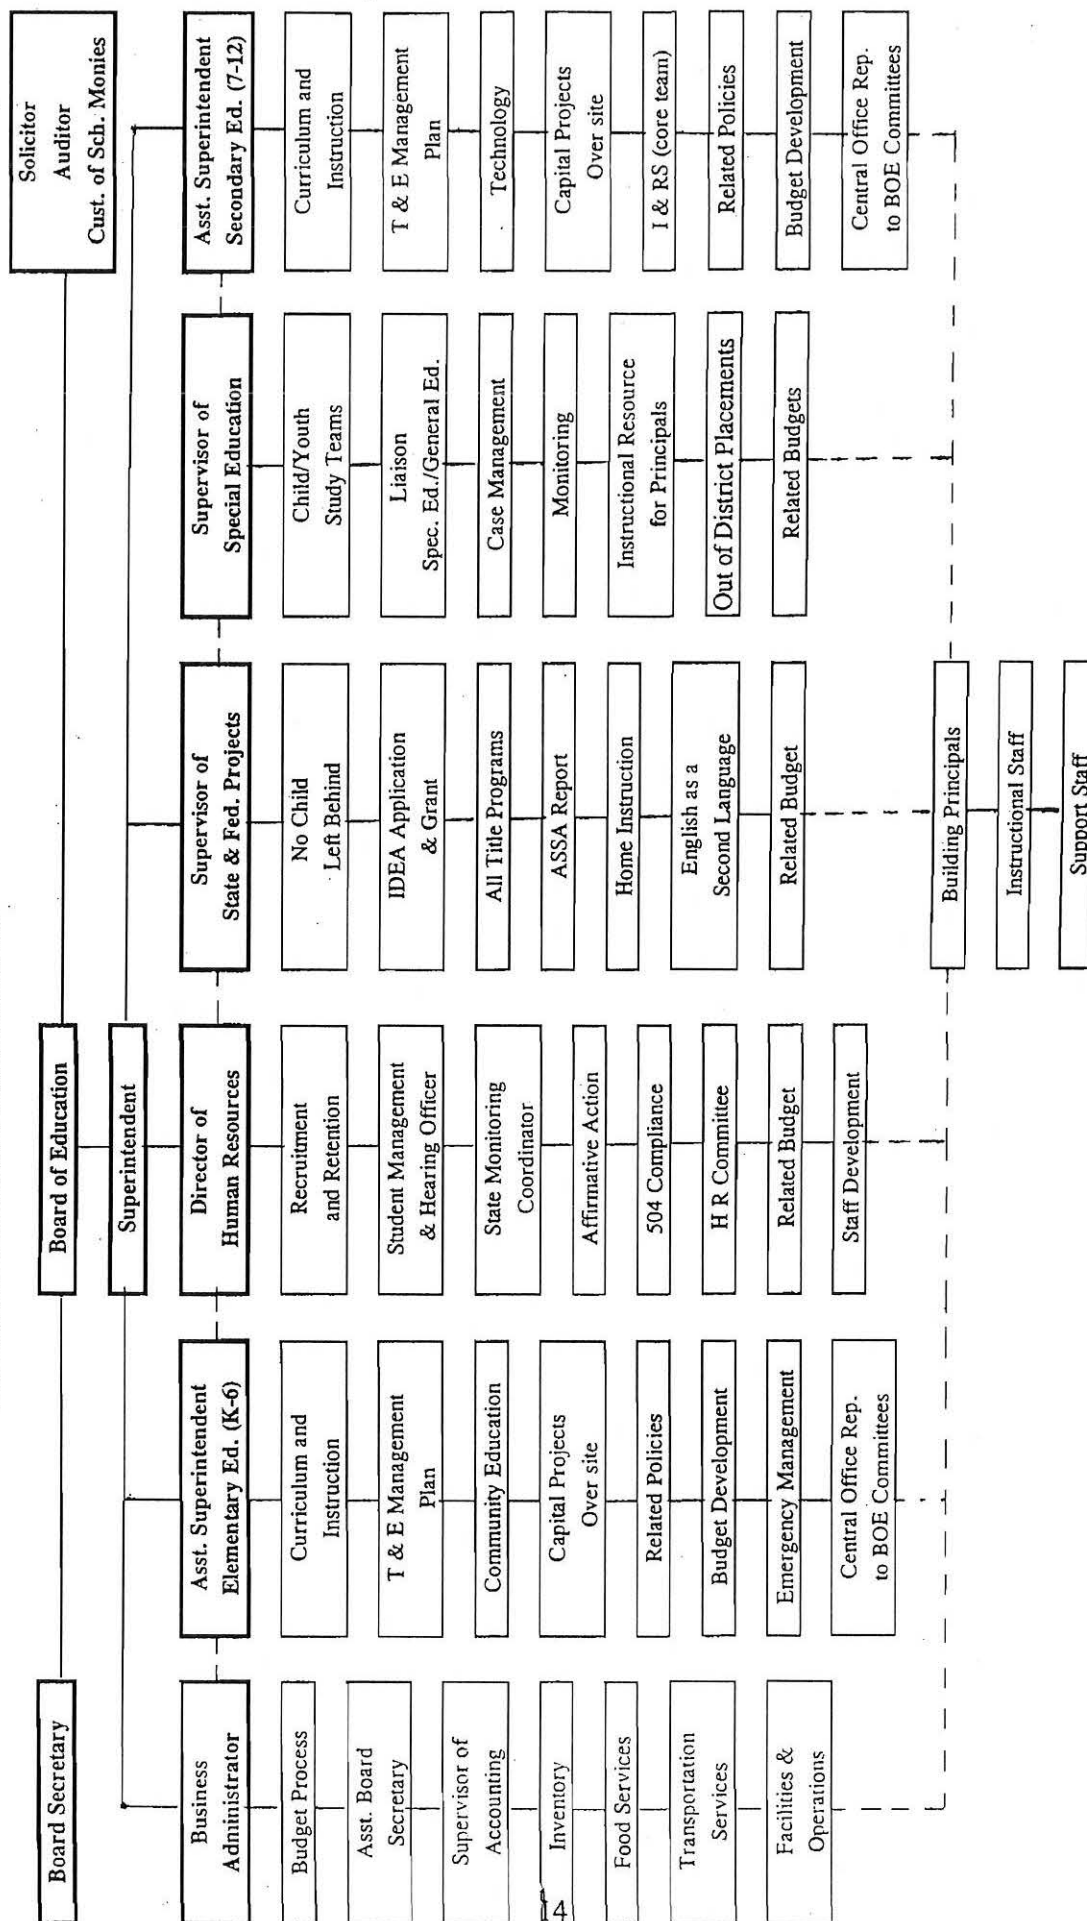 Board Secretary
Board of Education
Solicitor
Auditor
Cust. of Sch. Monies
Superintendent
Business
Administrator
Budget Process
Asst. Board
Secretary
Supervisor of
Accounting
Inventory
Food Services
Transportation
Services
Facilities &
Operations
Asst. Superintendent
Elementary Ed. (K-6)
Curriculum and
Instruction
T & E Management
Plan
Community Education
Capital Projects
Over site
Related Policies
Budget Development
Emergency Management
Central Office Rep.
to BOE Committees
Director of
Human Resources
Recruitment
and Retention
Student Management
& Hearing Officer
State Monitoring
Coordinator
Affirmative Action
504 Compliance
H R Committee
Related Budget
Staff Development
Supervisor of
State & Fed. Projects
No Child
Left Behind
IDEA Application
& Grant
All Title Programs
ASSA Report
Home Instruction
English as a
Second Language
Related Budget
Supervisor of
Special Education
Child/Youth
Study Teams
Liaison
Spec. Ed./General Ed.
Case Management
Monitoring
Instructional Resource
for Principals
Out of District Placements
Related Budgets
Asst. Superintendent
Secondary Ed. (7-12)
Curriculum and
Instruction
T & E Management
Plan
Technology
Capital Projects
Over site
I & RS (core team)
Related Policies
Budget Development
Central Office Rep.
to BOE Committees
Building Principals
Instructional Staff
Support Staff
14